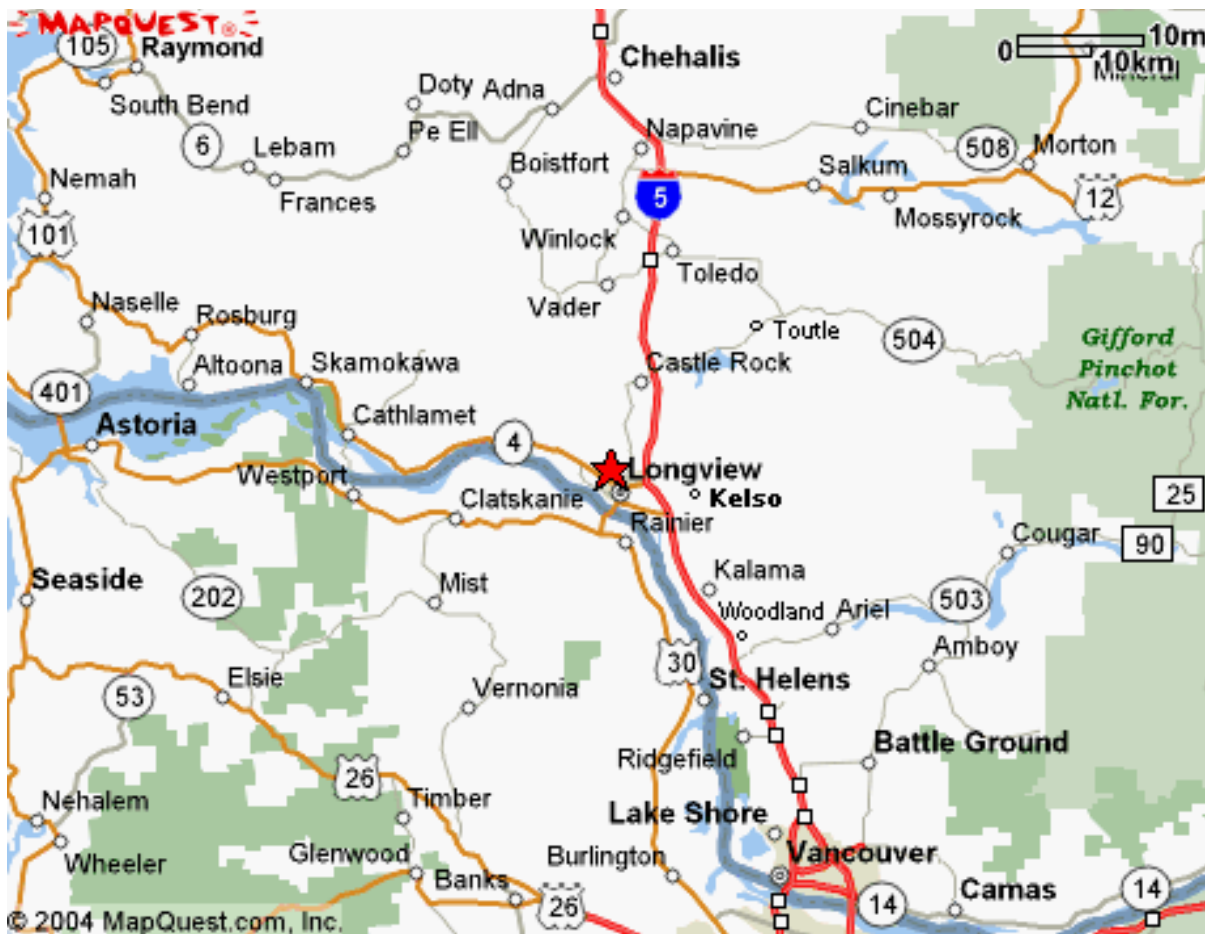 MAPQUEST®
105
Raymond
South Bend
Doty
Adna
Chehalis
0
10m
10km
Mineral
Cinebar
Napavine
508
Morton
6
Lebam
Pe Ell
Boistfort
Salkum
Nemah
Frances
5
Mossyrock
12
101
Winlock
Toledo
Naselle
Rosburg
Vader
Toutle
504
Gifford
Pinchot
Natl. For.
Altoona
Skamokawa
Castle Rock
401
Astoria
Cathlamet
4
Longview
Westport
Clatskanie
Kelso
25
Rainier
Cougar
90
Seaside
202
Mist
Kalama
Woodland
Ariel
503
Amboy
53
Elsie
Vernonia
30
St. Helens
Ridgefield
Battle Ground
26
Nehalem
Timber
Lake Shore
Wheeler
Glenwood
Burlington
Vancouver
Banks
26
14
Camas
14
© 2004 MapQuest.com, Inc.